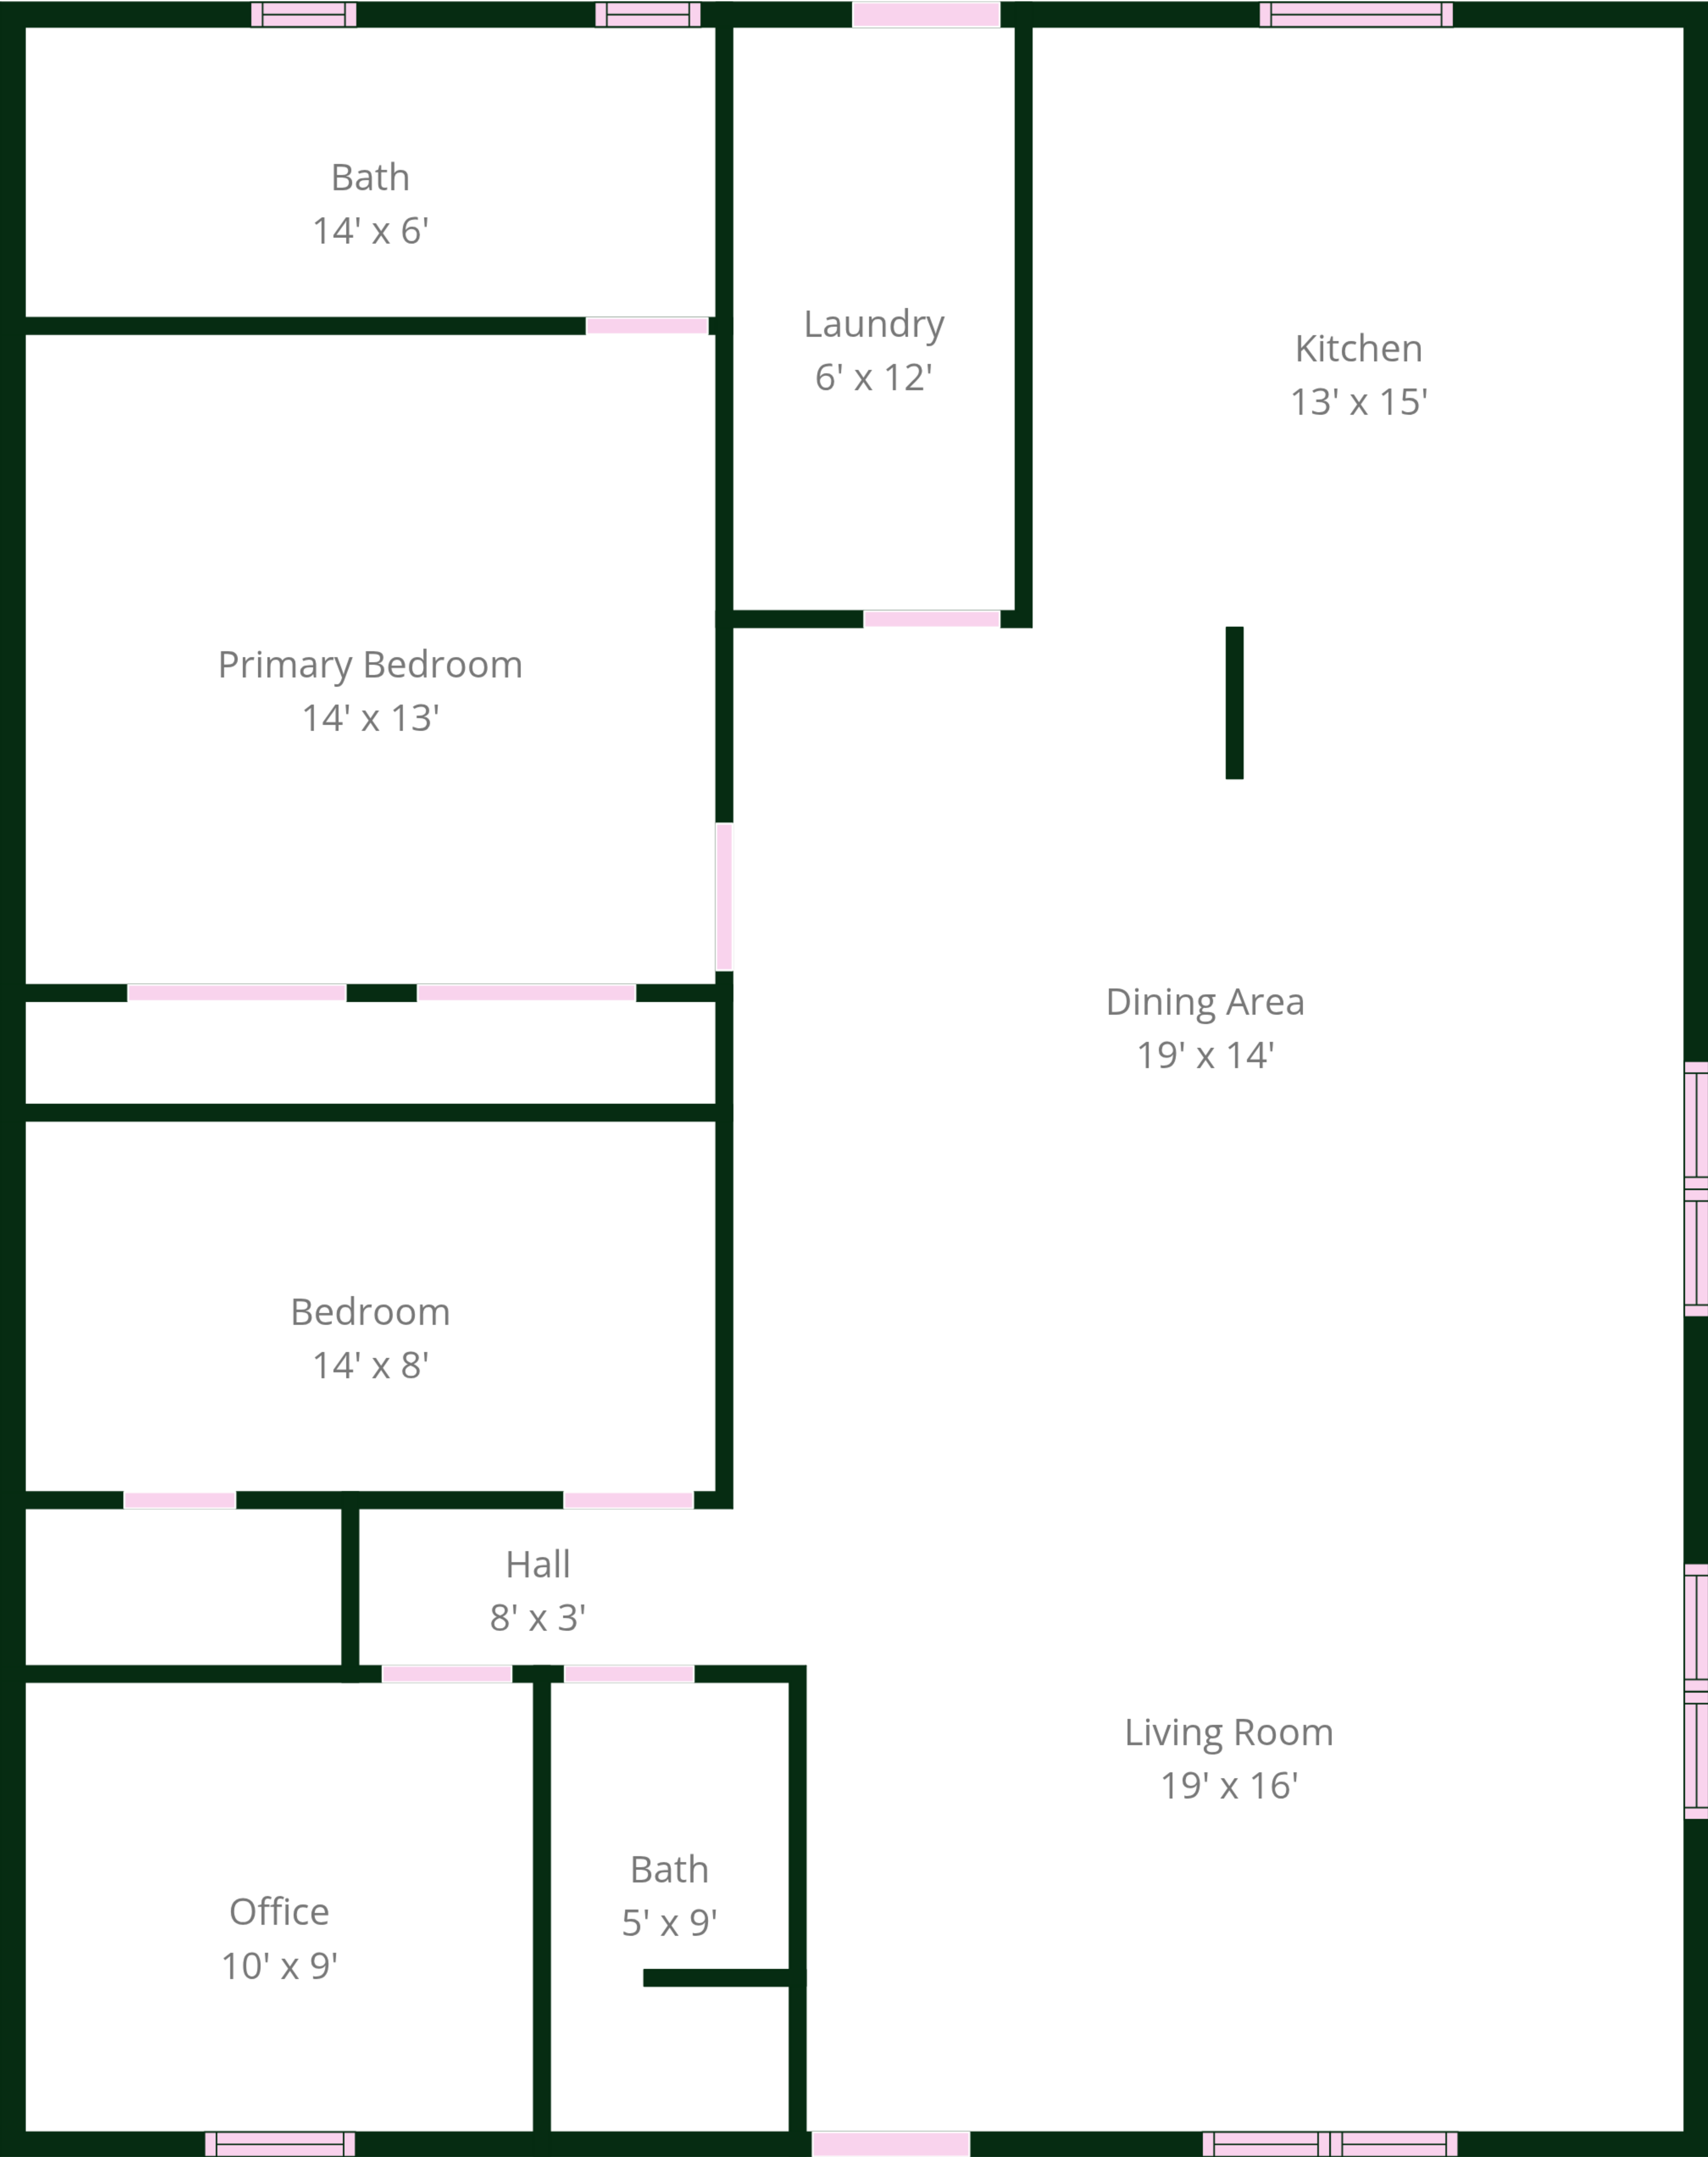 Bath
14' x 6'
Laundry
6' x 12'
Kitchen
13' x 15'
Primary Bedroom
14' x 13'
Dining Area
19' x 14'
Bedroom
14' x 8'
Hall
8' x 3'
Living Room
19' x 16'
Bath
5' x 9'
Office
10' x 9'